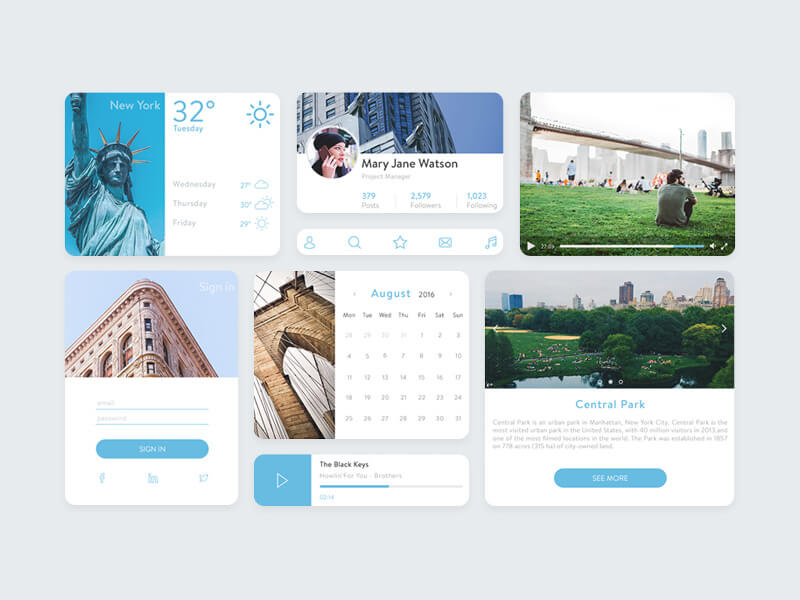 New York
32°
Tuesday
Wednesday 27°
Thursday 30°
Friday 29°
Mary Jane Watson
Project Manager
379 2,579 1,023
Posts Followers Following
27:09
Sign in
email
password
SIGN IN
August 2016
Mon Tue Wed Thu Fri Sat Sun
28 29 30 31 1 2 3
4 5 6 7 8 9 10
11 12 13 14 15 16 17
18 19 20 21 22 23 24
25 26 27 28 29 30 31
The Black Keys
Howlin For You - Brothers
02:14
Central Park
Central Park is an urban park in Manhattan, New York City. Central Park is the
most visited urban park in the United States, with 40 million visitors in 2013,and
one of the most filmed locations in the world. The Park was established in 1857
on 778 acres (315 ha) of city-owned land.
SEE MORE